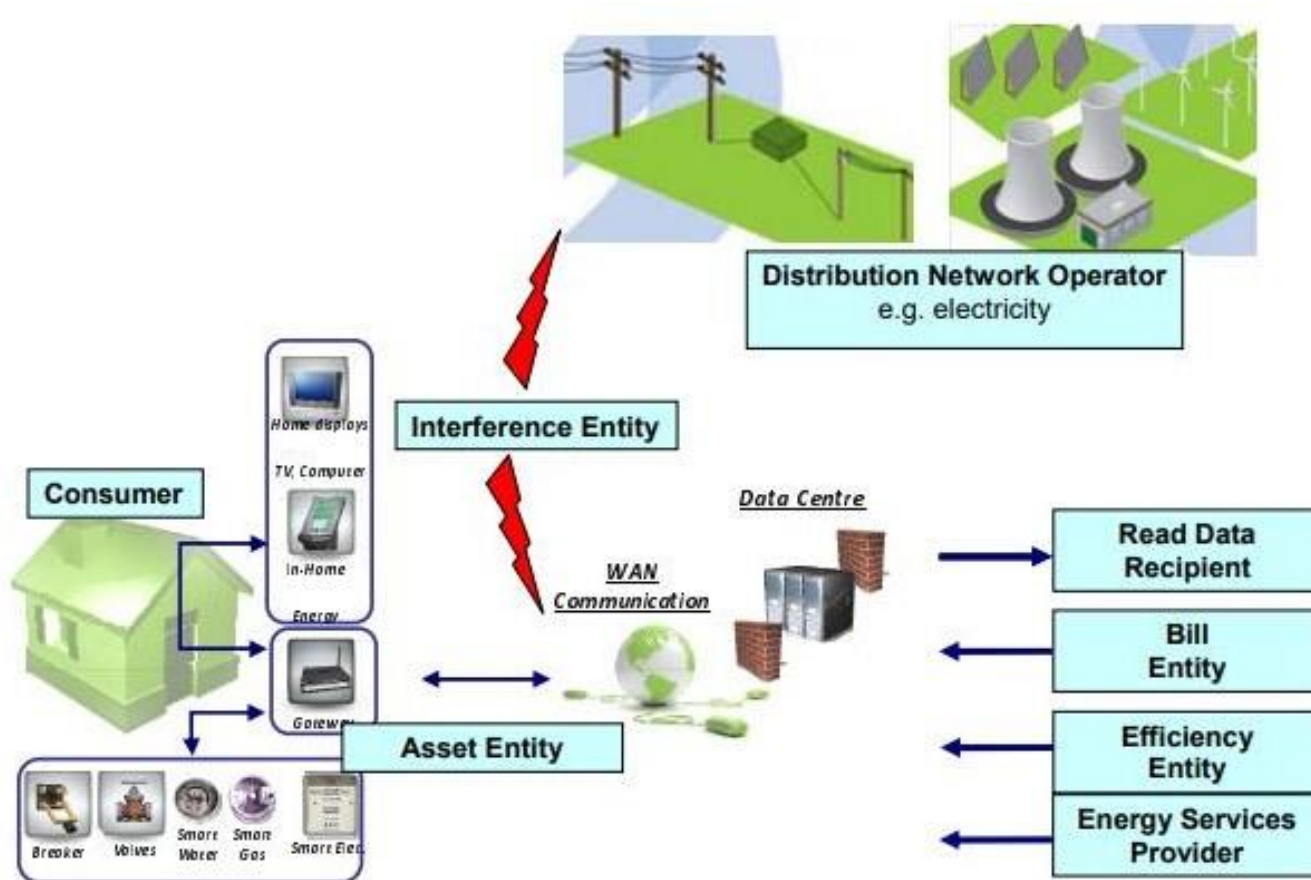 Distribution Network Operator
e.g. electricity
Home displays
Interference Entity
TV, Computer
Consumer
Data Centre
In-Home
WAN
Communication
Read Data
Recipient
Energy
Bill
Entity
Gateway
Asset Entity
Efficiency
Entity
Breaker
Valves
Smart
Water
Smart
Gas
Smart Elec.
Energy Services
Provider